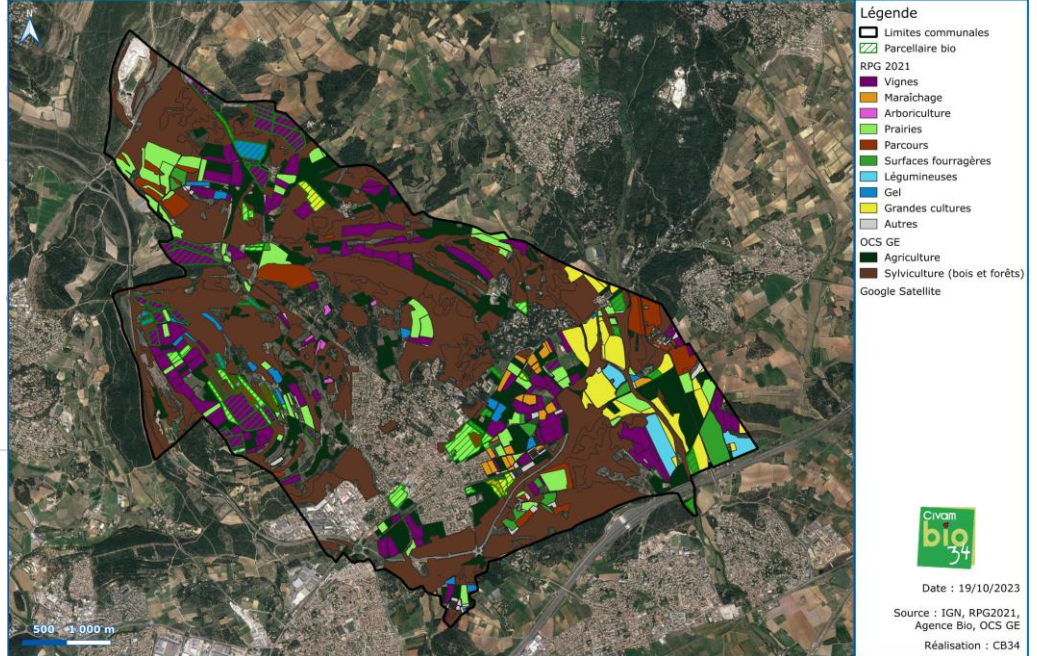 N
500 1 000 m
Légende
Limites communales
Parcellaire bio
RPG 2021
Vignes
Maraîchage
Arboriculture
Prairies
Parcours
Surfaces fourragères
Légumineuses
Gel
Grandes cultures
Autres
OCS GE
Agriculture
Sylviculture (bois et forêts)
Google Satellite
Civam
bio
34
Date : 19/10/2023
Source : IGN, RPG2021,
Agence Bio, OCS GE
Réalisation : CB34